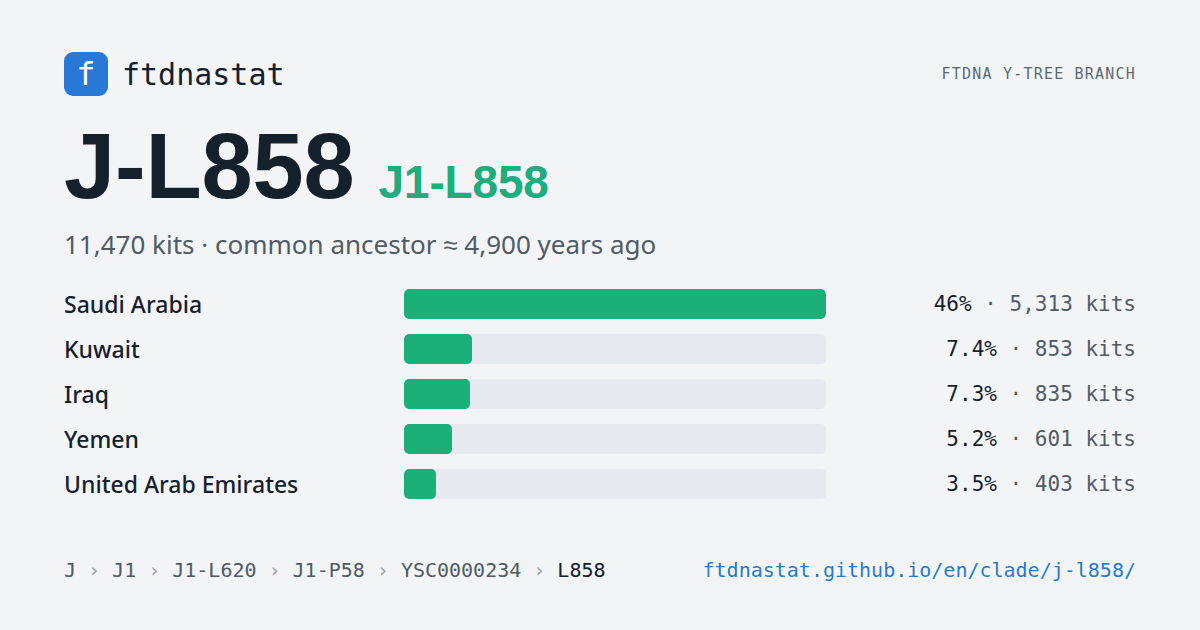 f ftdnastat
FTDNA Y-TREE BRANCH
J-L858 J1-L858
11,470 kits · common ancestor ≈ 4,900 years ago
Saudi Arabia 46% · 5,313 kits
Kuwait 7.4% · 853 kits
Iraq 7.3% · 835 kits
Yemen 5.2% · 601 kits
United Arab Emirates 3.5% · 403 kits
J › J1 › J1-L620 › J1-P58 › YSC0000234 › L858
ftdnastat.github.io/en/clade/j-l858/